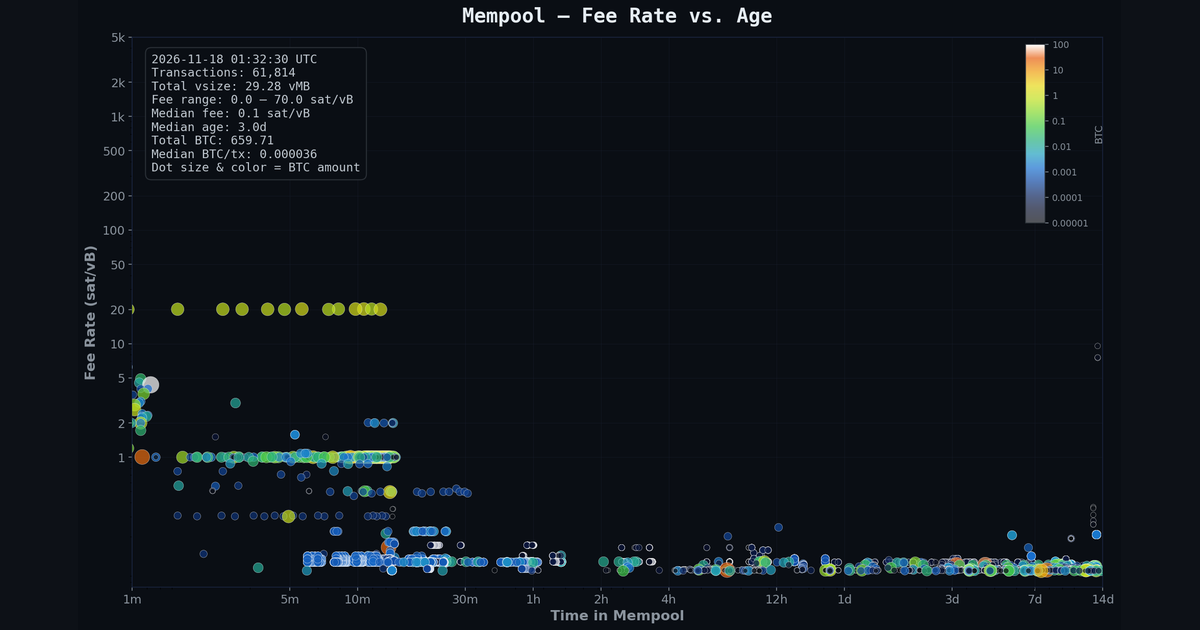 Mempool — Fee Rate vs. Age
2026-11-18 01:32:30 UTC
Transactions: 61,814
Total vsize: 29.28 vMB
Fee range: 0.0 – 70.0 sat/vB
Median fee: 0.1 sat/vB
Median age: 3.0d
Total BTC: 659.71
Median BTC/tx: 0.000036
Dot size & color = BTC amount
5k
2k
1k
500
200
100
50
20
10
5
2
1
Fee Rate (sat/vB)
100
10
1
0.1
0.01
0.001
0.0001
0.00001
BTC
1m 5m 10m 30m 1h 2h 4h 12h 1d 3d 7d 14d
Time in Mempool